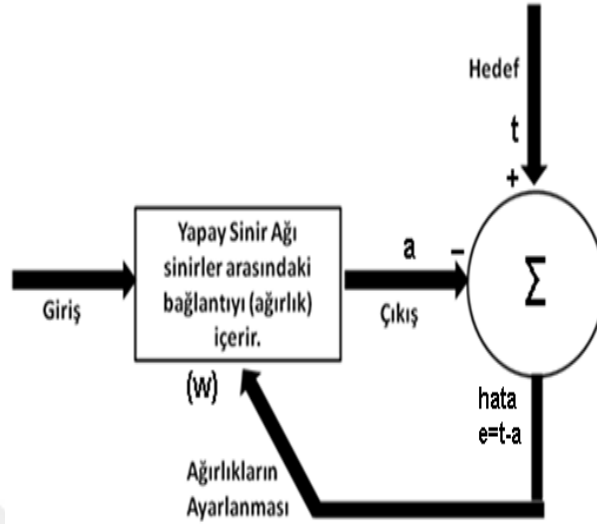 Hedef
t
+
Yapay Sinir Ağı
sinirler arasındaki
bağlantıyı (ağırlık)
içerir.
Giriş
a
–
Çıkış
Σ
(w)
hata
e=t-a
Ağırlıkların
Ayarlanması